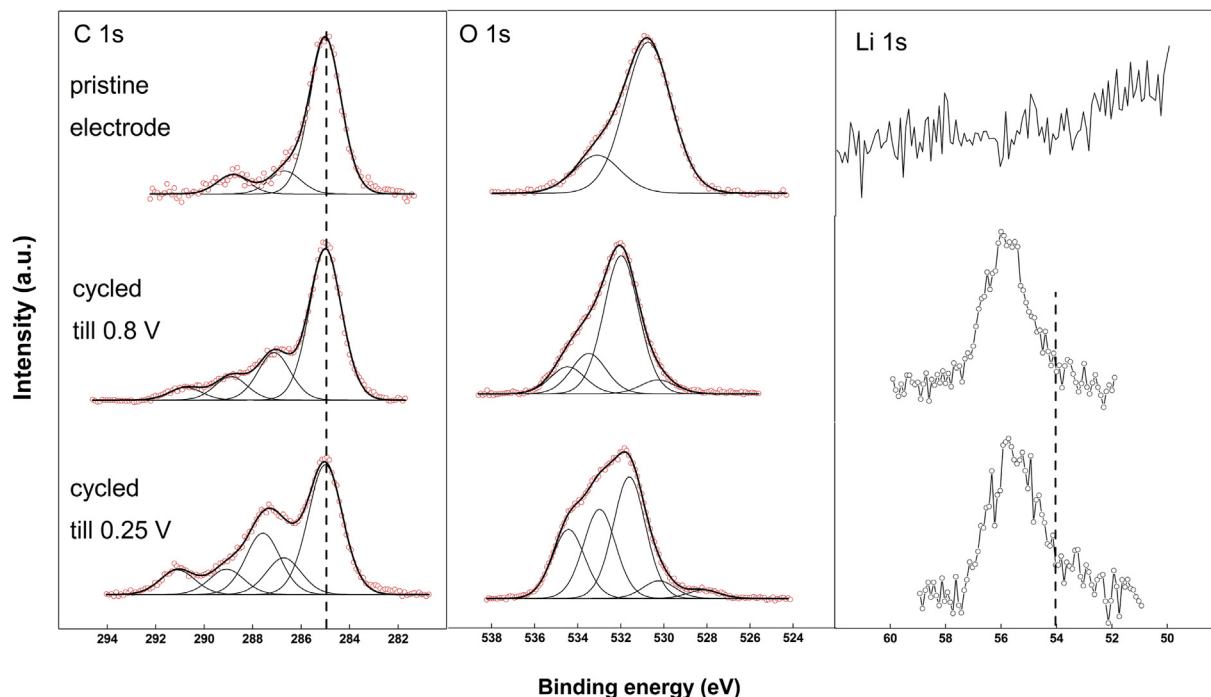 C 1s
pristine
electrode
cycled
till 0.8 V
cycled
till 0.25 V
O 1s
Li 1s
Intensity (a.u.)
294 292 290 288 286 284 282
538 536 534 532 530 528 526 524
60 58 56 54 52 50
Binding energy (eV)